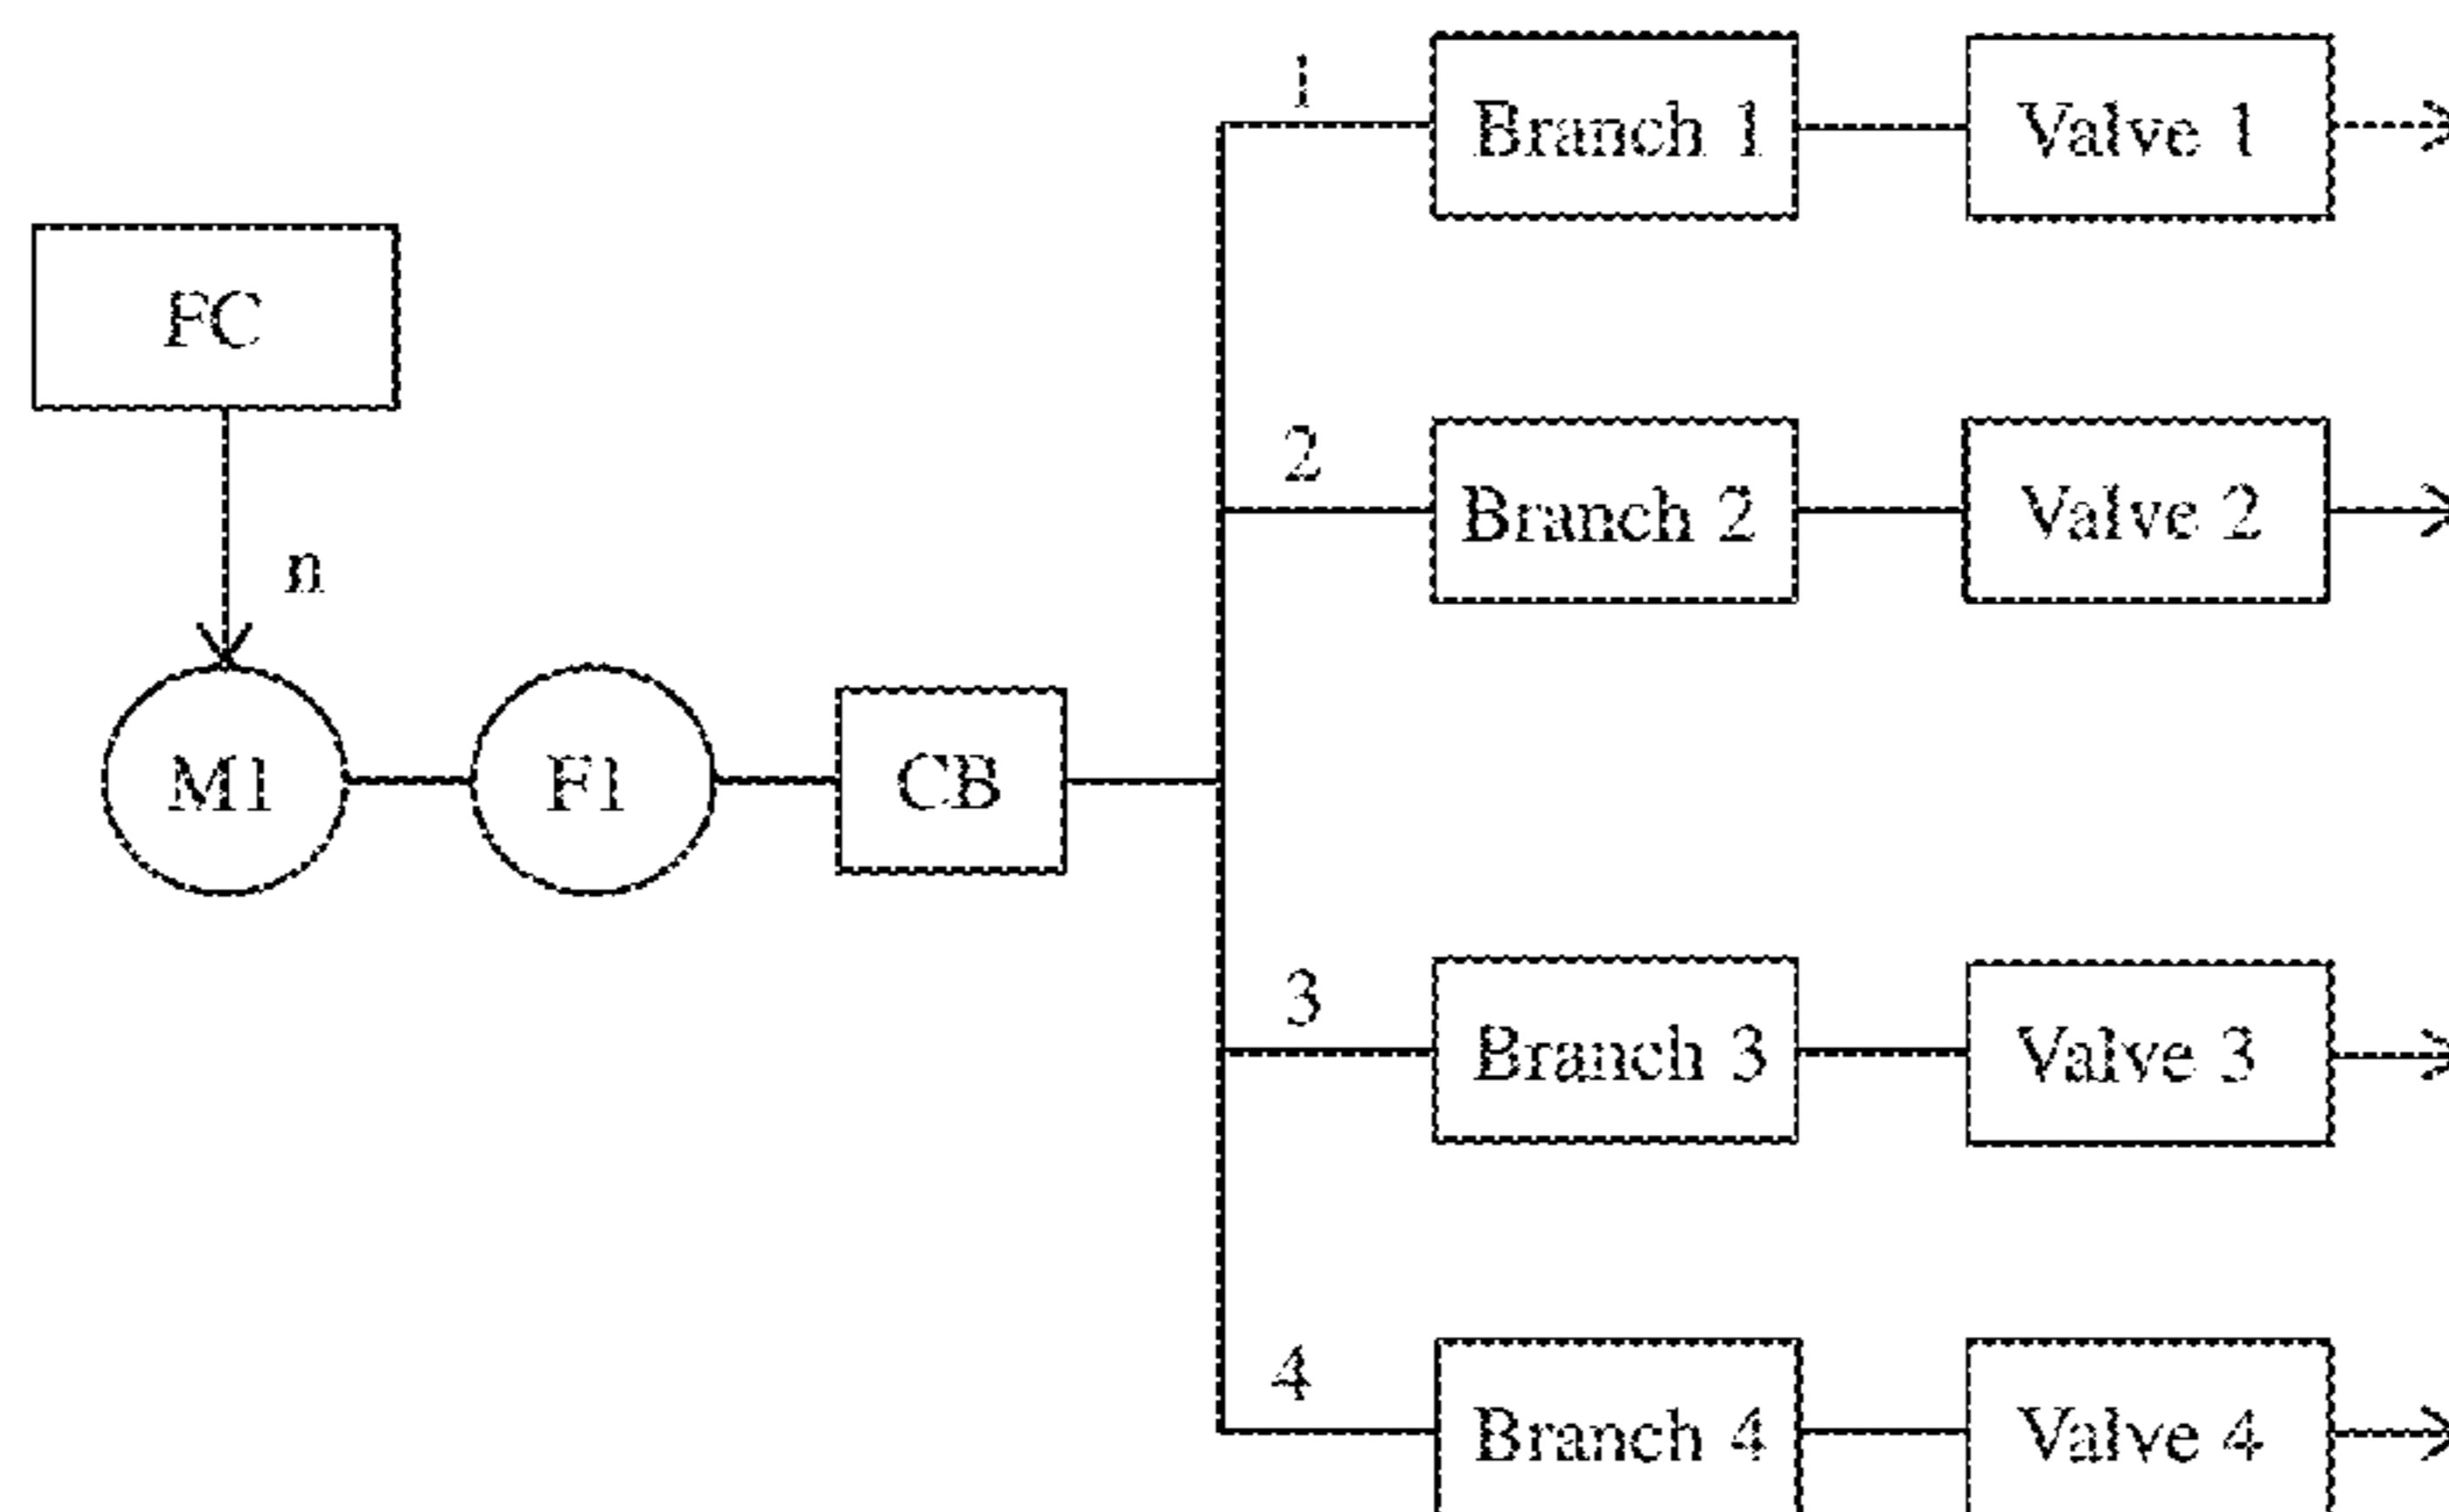 1
Branch 1
Valve 1
FC
2
Branch 2
Valve 2
n
M1
F1
CB
3
Branch 3
Valve 3
4
Branch 4
Valve 4